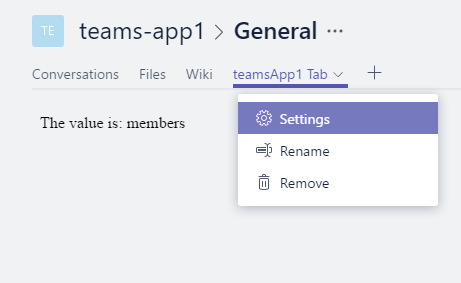 TE teams-app1 > General ...
Conversations Files Wiki teamsApp1 Tab
The value is: members
Settings
Rename
Remove